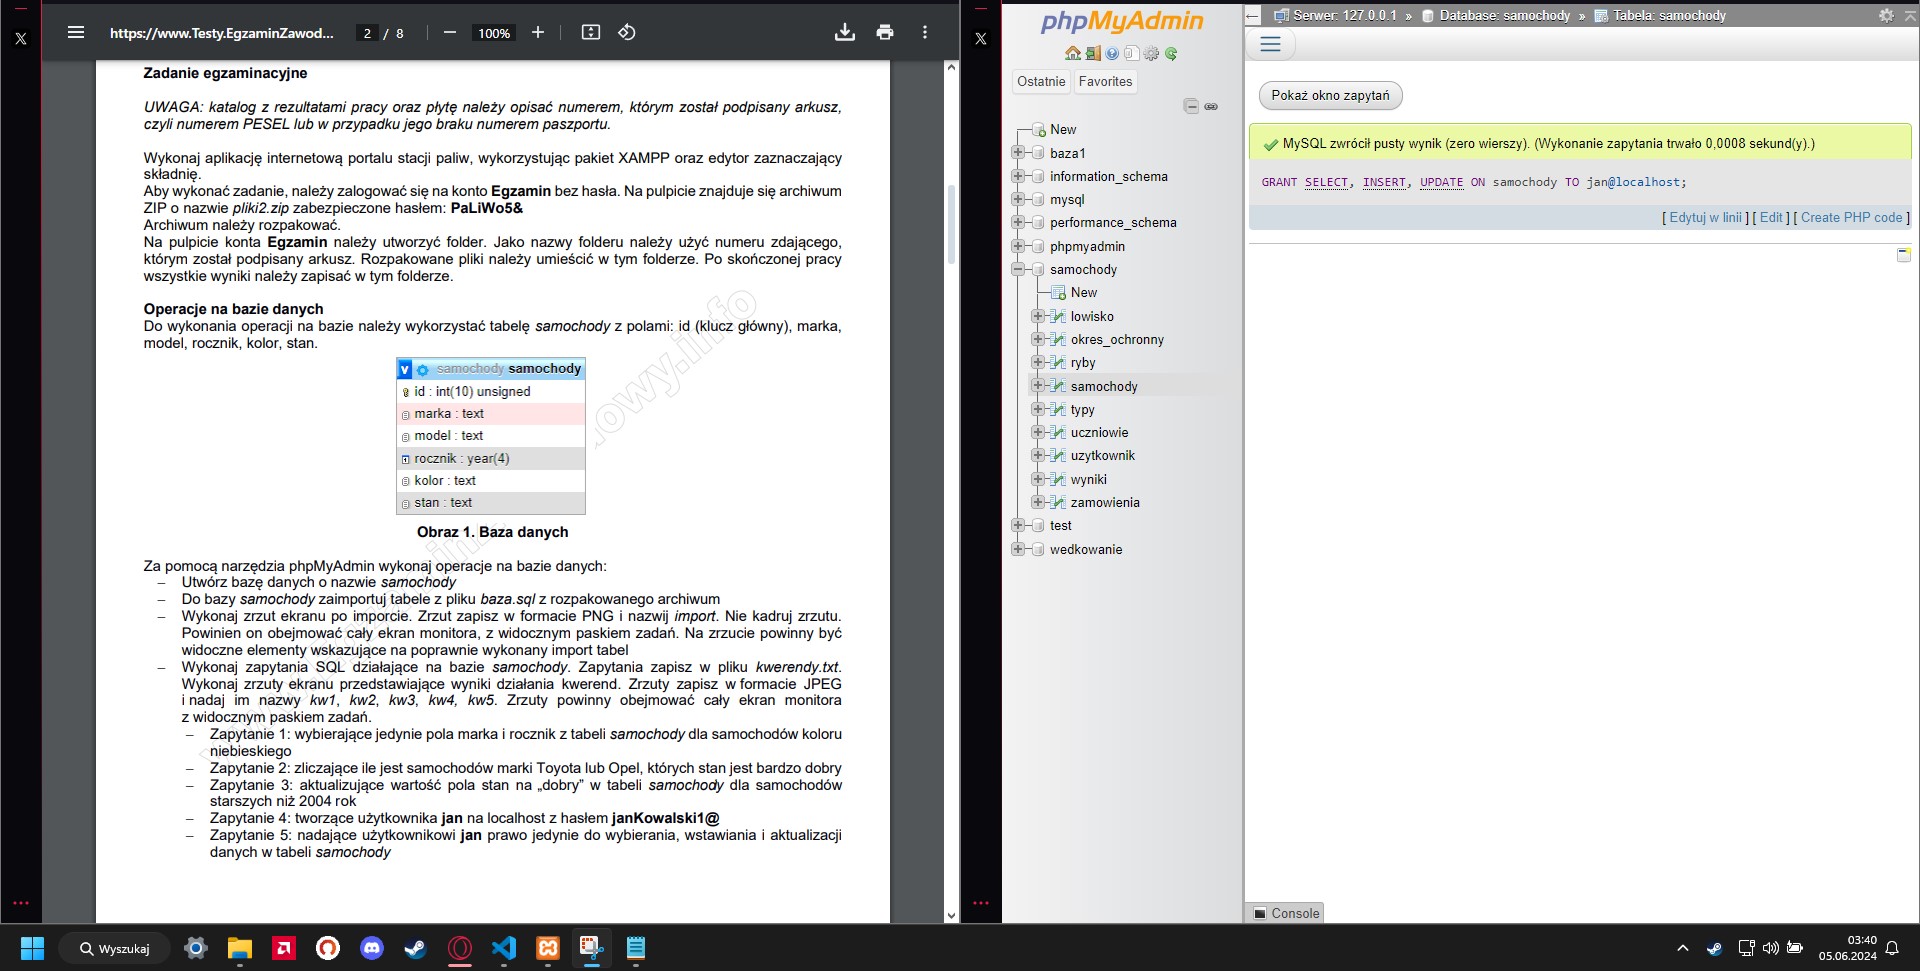 https://www.Testy.EgzaminZawod...
2 / 8
100%
Zadanie egzaminacyjne
UWAGA: katalog z rezultatami pracy oraz płytę należy opisać numerem, którym został podpisany arkusz,
czyli numerem PESEL lub w przypadku jego braku numerem paszportu.
Wykonaj aplikację internetową portalu stacji paliw, wykorzystując pakiet XAMPP oraz edytor zaznaczający
składnię.
Aby wykonać zadanie, należy zalogować się na konto Egzamin bez hasła. Na pulpicie znajduje się archiwum
ZIP o nazwie pliki2.zip zabezpieczone hasłem: PaLiWo5&
Archiwum należy rozpakować.
Na pulpicie konta Egzamin należy utworzyć folder. Jako nazwy folderu należy użyć numeru zdającego,
którym został podpisany arkusz. Rozpakowane pliki należy umieścić w tym folderze. Po skończonej pracy
wszystkie wyniki należy zapisać w tym folderze.
Operacje na bazie danych
Do wykonania operacji na bazie należy wykorzystać tabelę samochody z polami: id (klucz główny), marka,
model, rocznik, kolor, stan.
v samochody samochody
id : int(10) unsigned
marka : text
model : text
rocznik : year(4)
kolor : text
stan : text
Obraz 1. Baza danych
Za pomocą narzędzia phpMyAdmin wykonaj operacje na bazie danych:
– Utwórz bazę danych o nazwie samochody
– Do bazy samochody zaimportuj tabele z pliku baza.sql z rozpakowanego archiwum
– Wykonaj zrzut ekranu po imporcie. Zrzut zapisz w formacie PNG i nazwij import. Nie kadruj zrzutu.
Powinien on obejmować cały ekran monitora, z widocznym paskiem zadań. Na zrzucie powinny być
widoczne elementy wskazujące na poprawnie wykonany import tabel
– Wykonaj zapytania SQL działające na bazie samochody. Zapytania zapisz w pliku kwerendy.txt.
Wykonaj zrzuty ekranu przedstawiające wyniki działania kwerend. Zrzuty zapisz w formacie JPEG
i nadaj im nazwy kw1, kw2, kw3, kw4, kw5. Zrzuty powinny obejmować cały ekran monitora
z widocznym paskiem zadań.
– Zapytanie 1: wybierające jedynie pola marka i rocznik z tabeli samochody dla samochodów koloru
niebieskiego
– Zapytanie 2: zliczające ile jest samochodów marki Toyota lub Opel, których stan jest bardzo dobry
– Zapytanie 3: aktualizujące wartość pola stan na „dobry” w tabeli samochody dla samochodów
starszych niż 2004 rok
– Zapytanie 4: tworzące użytkownika jan na localhost z hasłem janKowalski1@
– Zapytanie 5: nadające użytkownikowi jan prawo jedynie do wybierania, wstawiania i aktualizacji
danych w tabeli samochody
phpMyAdmin
Ostatnie Favorites
New
baza1
information_schema
mysql
performance_schema
phpmyadmin
samochody
New
lowisko
okres_ochronny
ryby
samochody
typy
uczniowie
uzytkownik
wyniki
zamowienia
test
wedkowanie
Serwer: 127.0.0.1 » Database: samochody » Tabela: samochody
Pokaż okno zapytań
MySQL zwrócił pusty wynik (zero wierszy). (Wykonanie zapytania trwało 0,0008 sekund(y).)
GRANT SELECT, INSERT, UPDATE ON samochody TO jan@localhost;
[ Edytuj w linii ] [ Edit ] [ Create PHP code ]
Console
Wyszukaj
03:40
05.06.2024